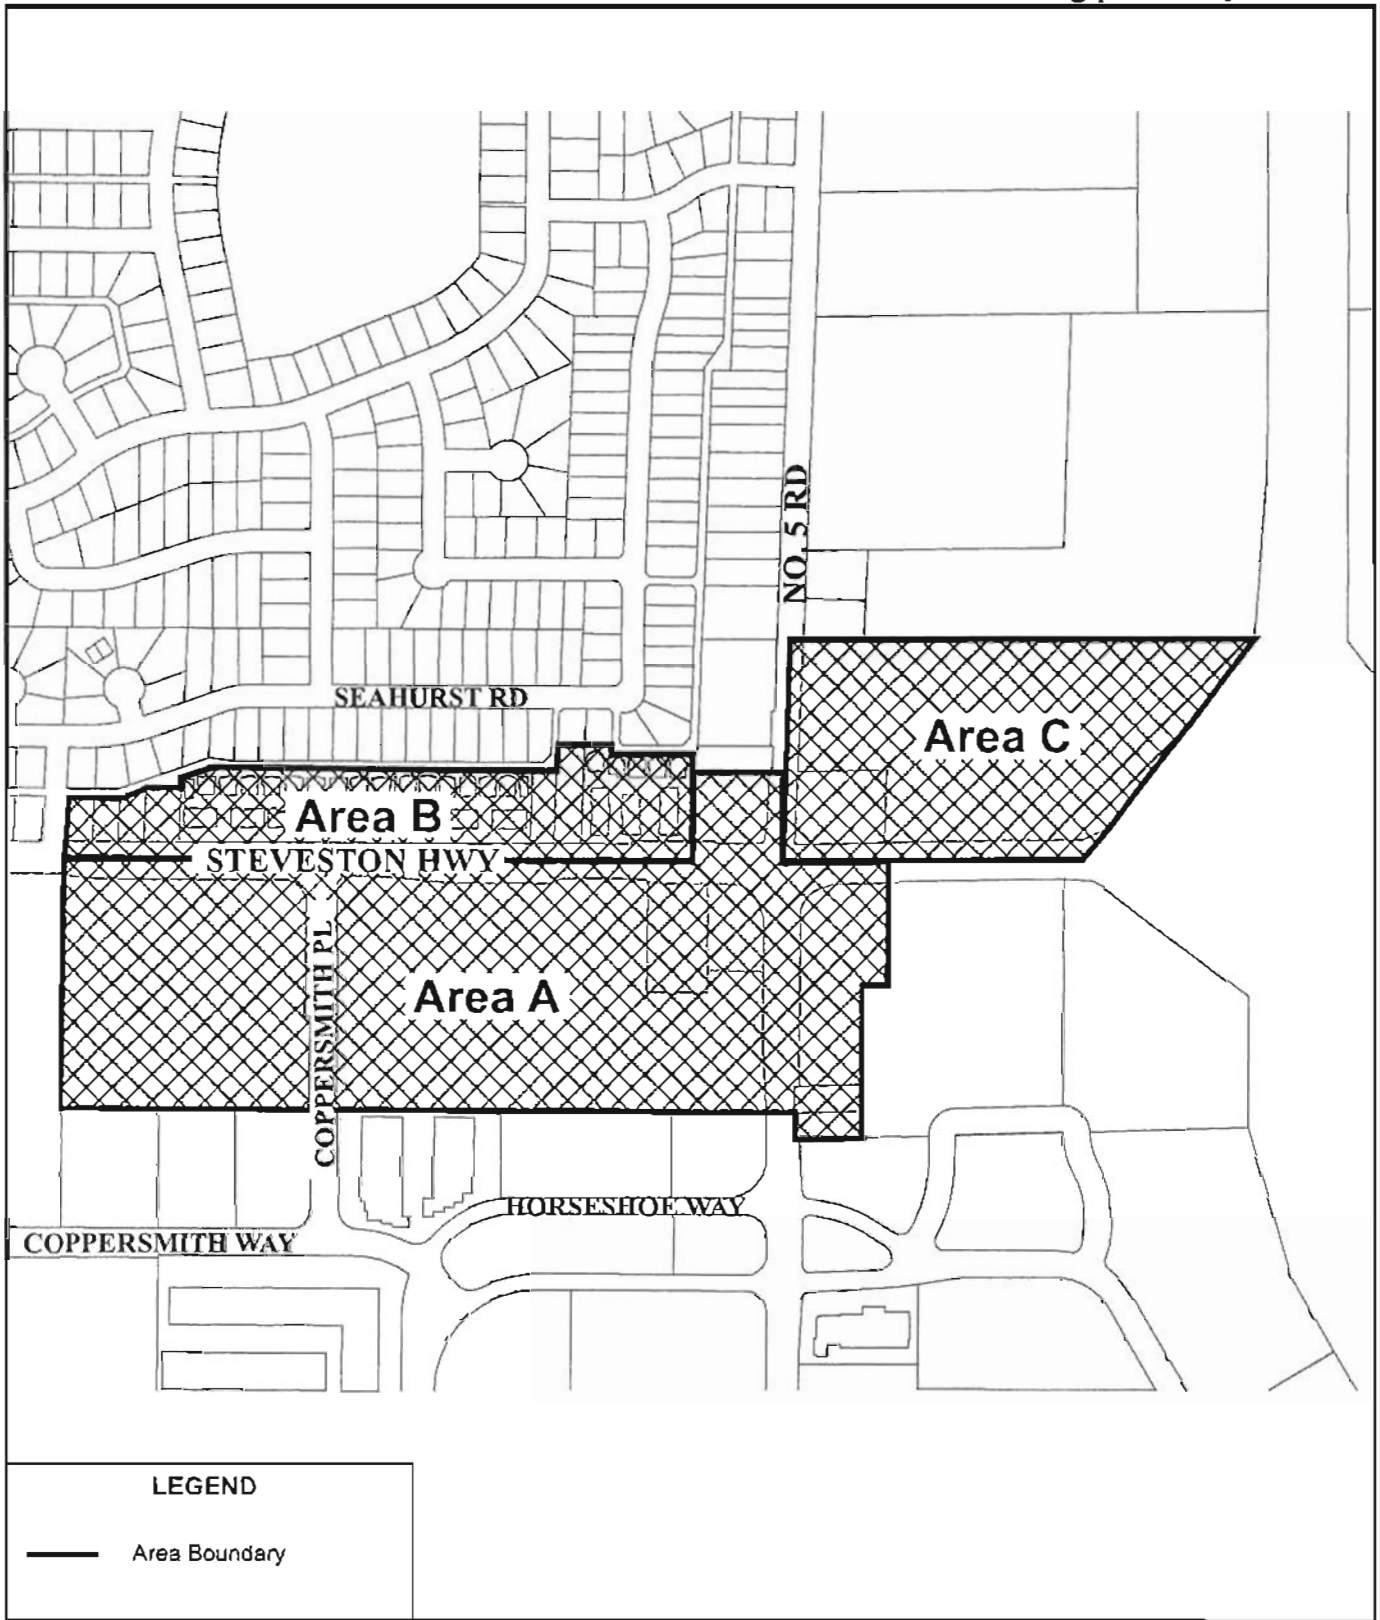 NO. 5 RD
SEAHURST RD
Area C
Area B
STEVESTON HWY
COPPERSMITH PL
Area A
HORSESHOE WAY
COPPERSMITH WAY
LEGEND
Area Boundary